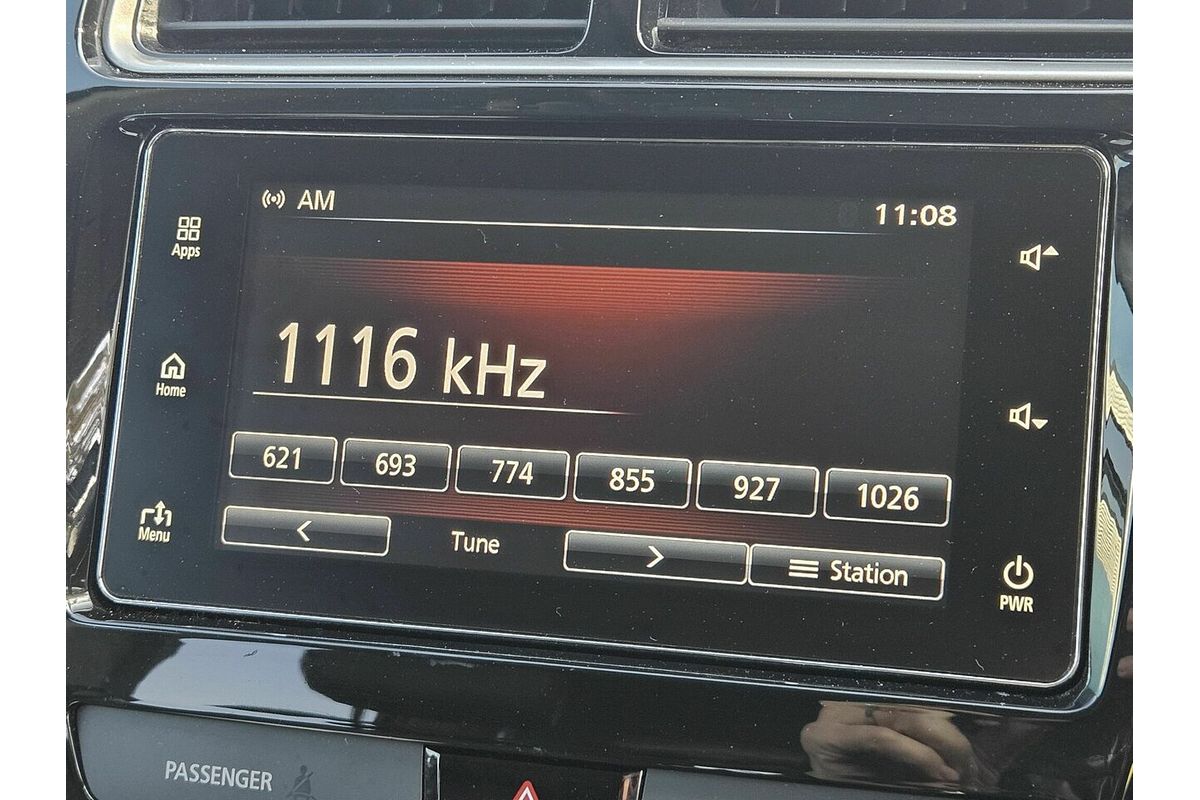 AM
11:08
Apps
1116 kHz
Home
621 693 774 855 927 1026
Menu
Tune
Station
PWR
PASSENGER